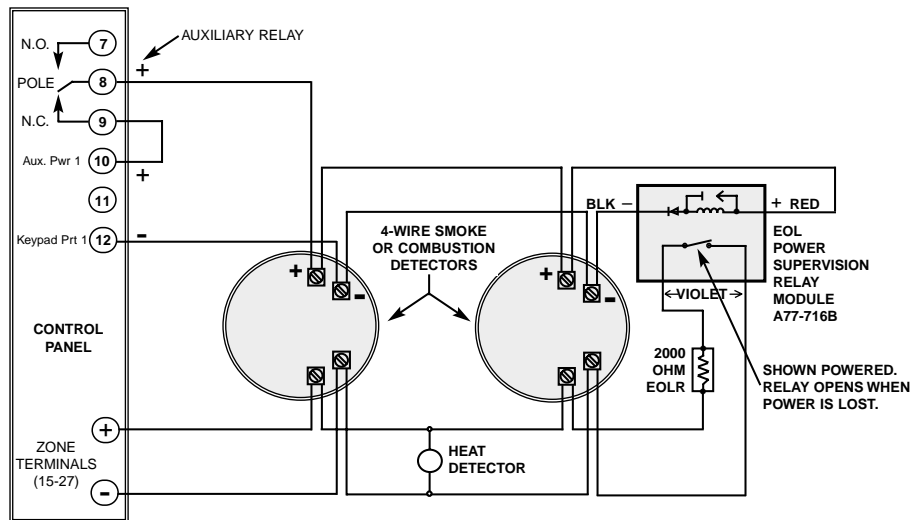 AUXILIARY RELAY
N.O.
7
+
POLE
8
N.C.
9
Aux. Pwr 1
10
+
11
Keypad Prt 1
12
-
4-WIRE SMOKE
OR COMBUSTION
DETECTORS
+
-
+
-
BLK –
+ RED
EOL
POWER
SUPERVISION
RELAY
MODULE
A77-716B
VIOLET
CONTROL
PANEL
2000
OHM
EOLR
SHOWN POWERED.
RELAY OPENS WHEN
POWER IS LOST.
+
ZONE
TERMINALS
(15-27)
-
HEAT
DETECTOR